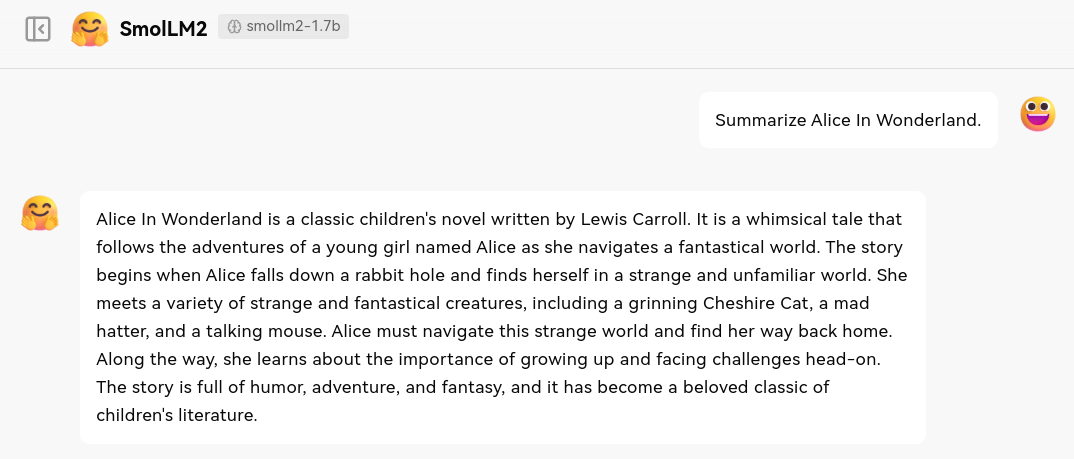 SmolLM2 smollm2-1.7b
Summarize Alice In Wonderland.
Alice In Wonderland is a classic children's novel written by Lewis Carroll. It is a whimsical tale that
follows the adventures of a young girl named Alice as she navigates a fantastical world. The story
begins when Alice falls down a rabbit hole and finds herself in a strange and unfamiliar world. She
meets a variety of strange and fantastical creatures, including a grinning Cheshire Cat, a mad
hatter, and a talking mouse. Alice must navigate this strange world and find her way back home.
Along the way, she learns about the importance of growing up and facing challenges head-on.
The story is full of humor, adventure, and fantasy, and it has become a beloved classic of
children's literature.